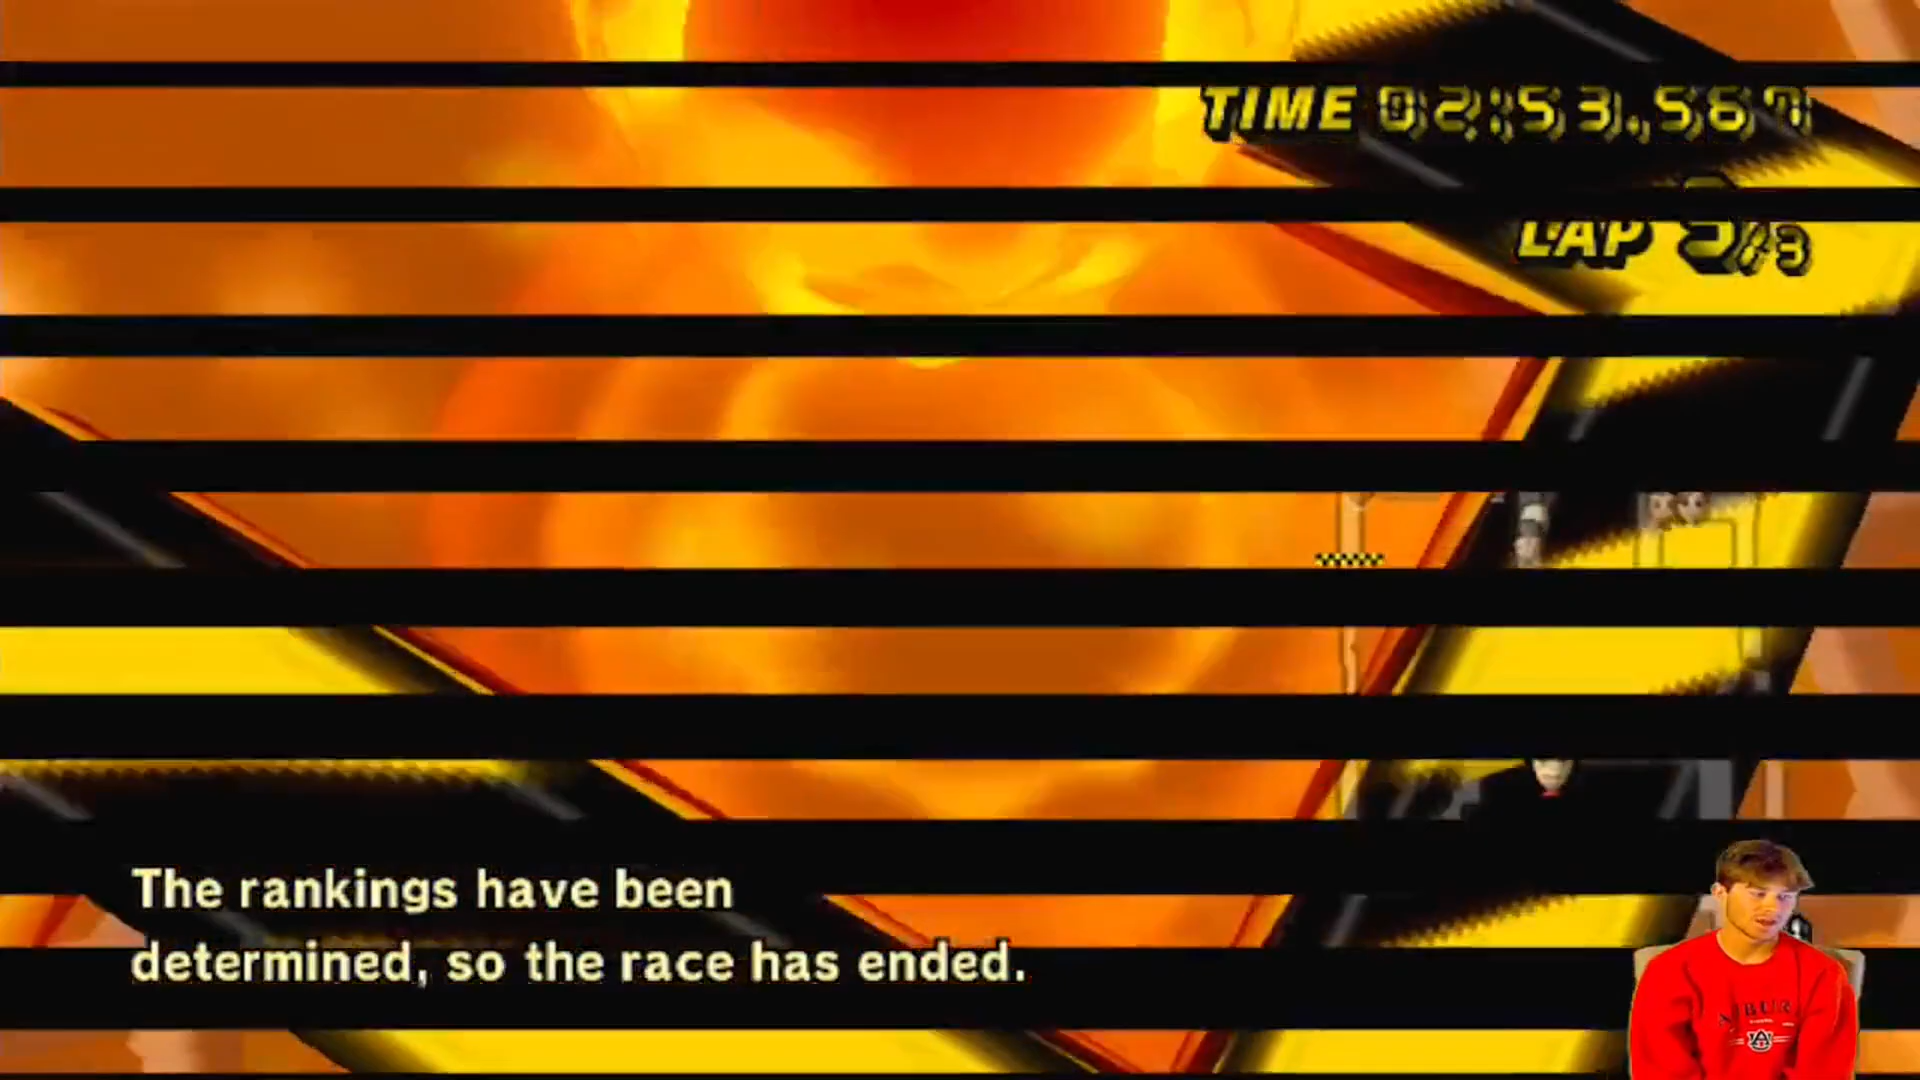 TIME 02:53.567
LAP 3/3
The rankings have been
determined, so the race has ended.